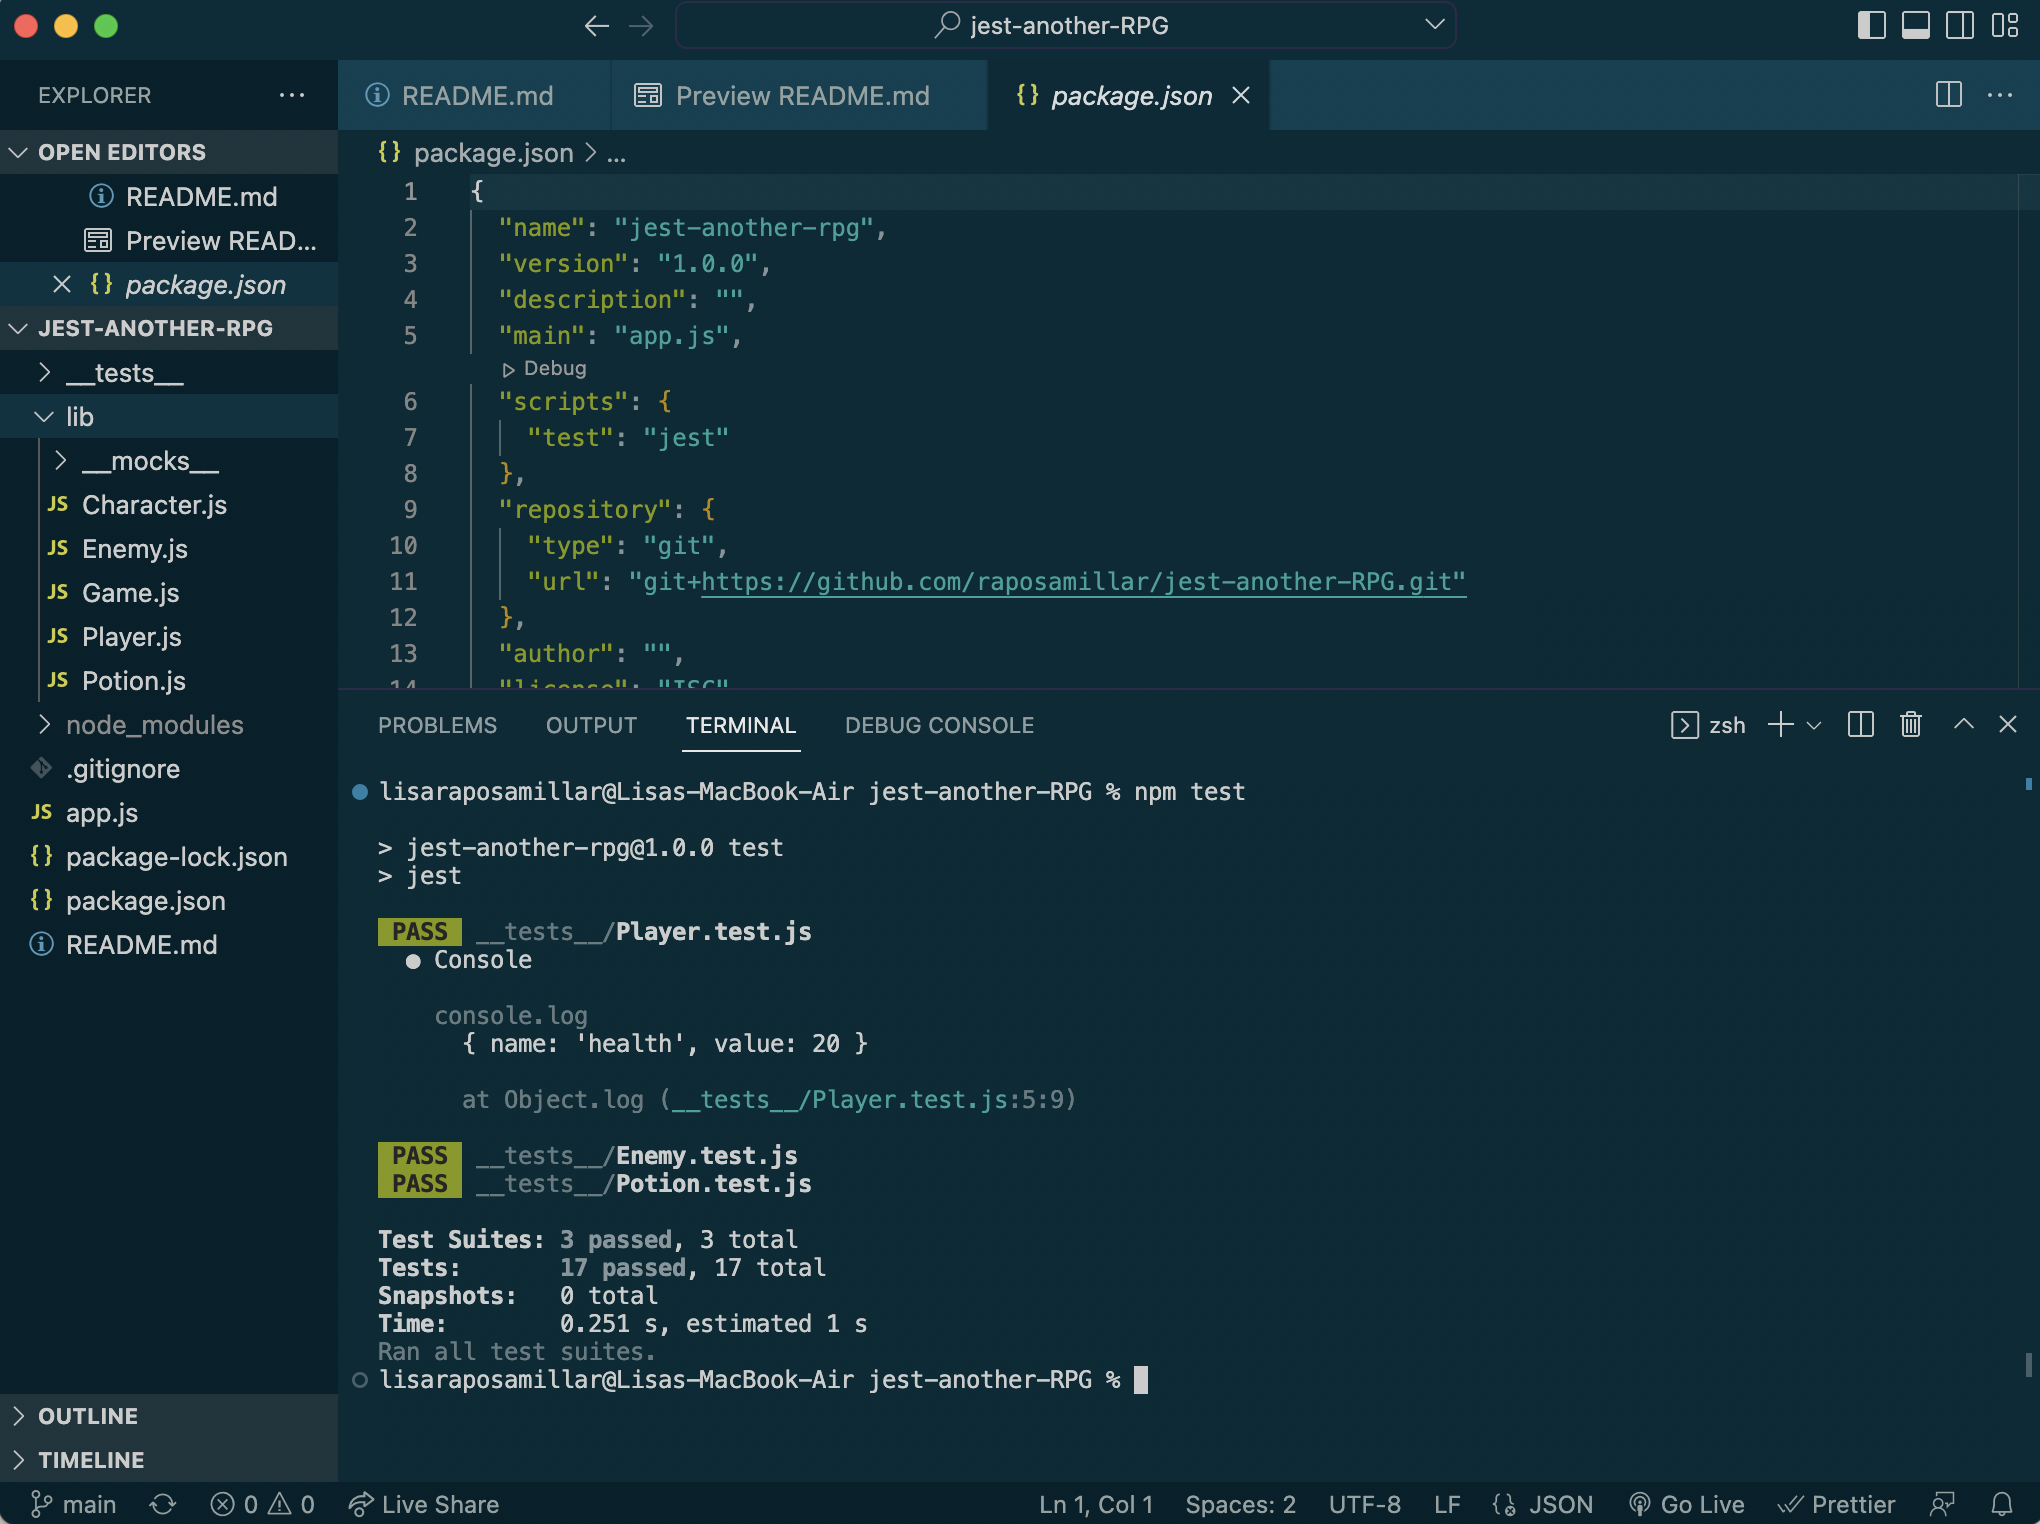 jest-another-RPG
EXPLORER
README.md
Preview README.md
{} package.json
OPEN EDITORS
README.md
Preview READ...
{} package.json
JEST-ANOTHER-RPG
__tests__
lib
__mocks__
JS Character.js
JS Enemy.js
JS Game.js
JS Player.js
JS Potion.js
node_modules
.gitignore
JS app.js
{} package-lock.json
{} package.json
README.md
OUTLINE
TIMELINE
{} package.json > ...
1 {
2 "name": "jest-another-rpg",
3 "version": "1.0.0",
4 "description": "",
5 "main": "app.js",
Debug
6 "scripts": {
7 "test": "jest"
8 },
9 "repository": {
10 "type": "git",
11 "url": "git+https://github.com/raposamillar/jest-another-RPG.git"
12 },
13 "author": "",
14 "license": "ISC"
PROBLEMS OUTPUT TERMINAL DEBUG CONSOLE zsh
lisaraposamillar@Lisas-MacBook-Air jest-another-RPG % npm test
> jest-another-rpg@1.0.0 test
> jest
PASS __tests__/Player.test.js
● Console
console.log
{ name: 'health', value: 20 }
at Object.log (__tests__/Player.test.js:5:9)
PASS __tests__/Enemy.test.js
PASS __tests__/Potion.test.js
Test Suites: 3 passed, 3 total
Tests: 17 passed, 17 total
Snapshots: 0 total
Time: 0.251 s, estimated 1 s
Ran all test suites.
lisaraposamillar@Lisas-MacBook-Air jest-another-RPG %
main 0 0 Live Share Ln 1, Col 1 Spaces: 2 UTF-8 LF JSON Go Live Prettier